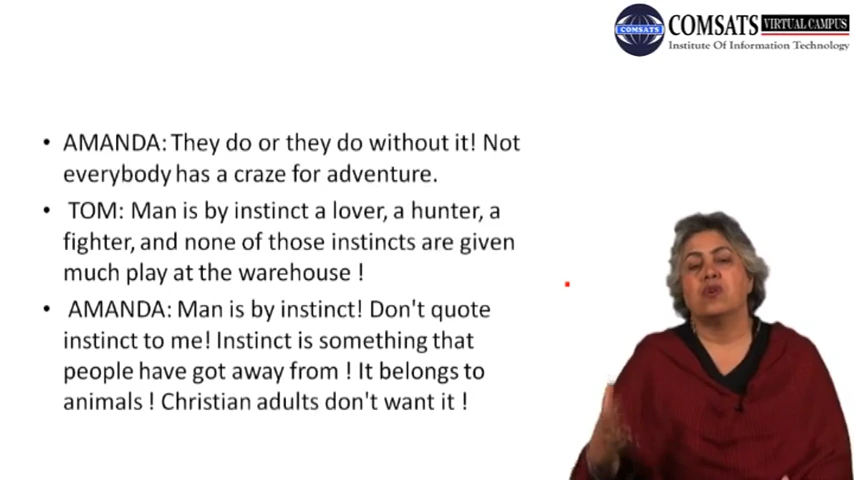 COMSATS
COMSATS VIRTUAL CAMPUS
Institute Of Information Technology
• AMANDA: They do or they do without it! Not
everybody has a craze for adventure.
• TOM: Man is by instinct a lover, a hunter, a
fighter, and none of those instincts are given
much play at the warehouse !
• AMANDA: Man is by instinct! Don't quote
instinct to me! Instinct is something that
people have got away from ! It belongs to
animals ! Christian adults don't want it !